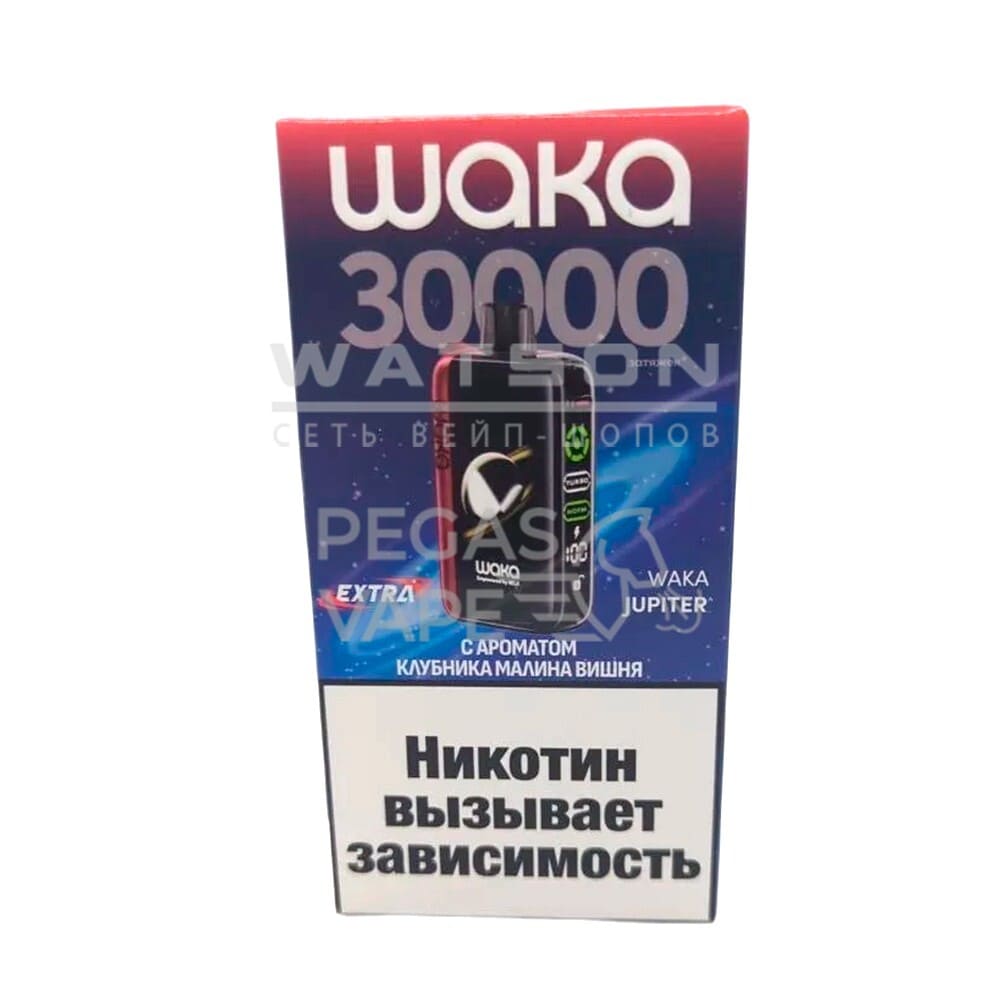 waka
30000
затяжек*
WATSON
СЕТЬ ВЕЙП-ШОПОВ
TURBO
NORM
100
PEGAS
VAPE
waka
EXTRA
WAKA
JUPITER
С АРОМАТОМ
КЛУБНИКА МАЛИНА ВИШНЯ
Никотин
вызывает
зависимость